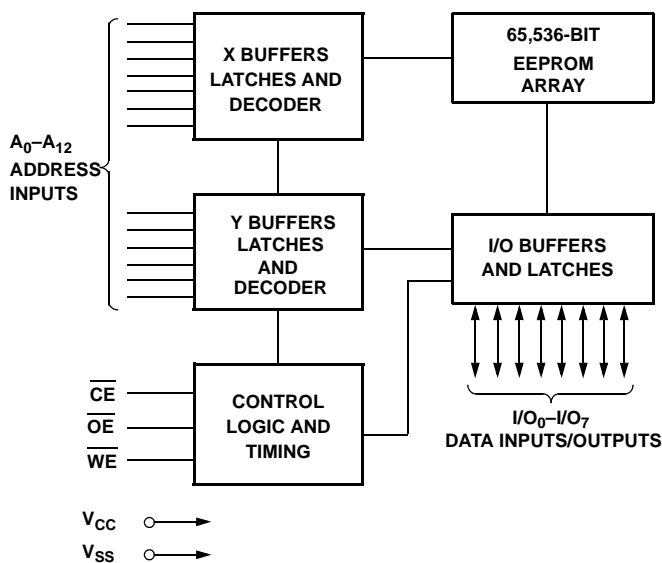 X BUFFERS
LATCHES AND
DECODER
65,536-BIT
EEPROM
ARRAY
A0–A12
ADDRESS
INPUTS
Y BUFFERS
LATCHES
AND
DECODER
I/O BUFFERS
AND LATCHES
CE
OE
WE
CONTROL
LOGIC AND
TIMING
I/O0–I/O7
DATA INPUTS/OUTPUTS
VCC
VSS